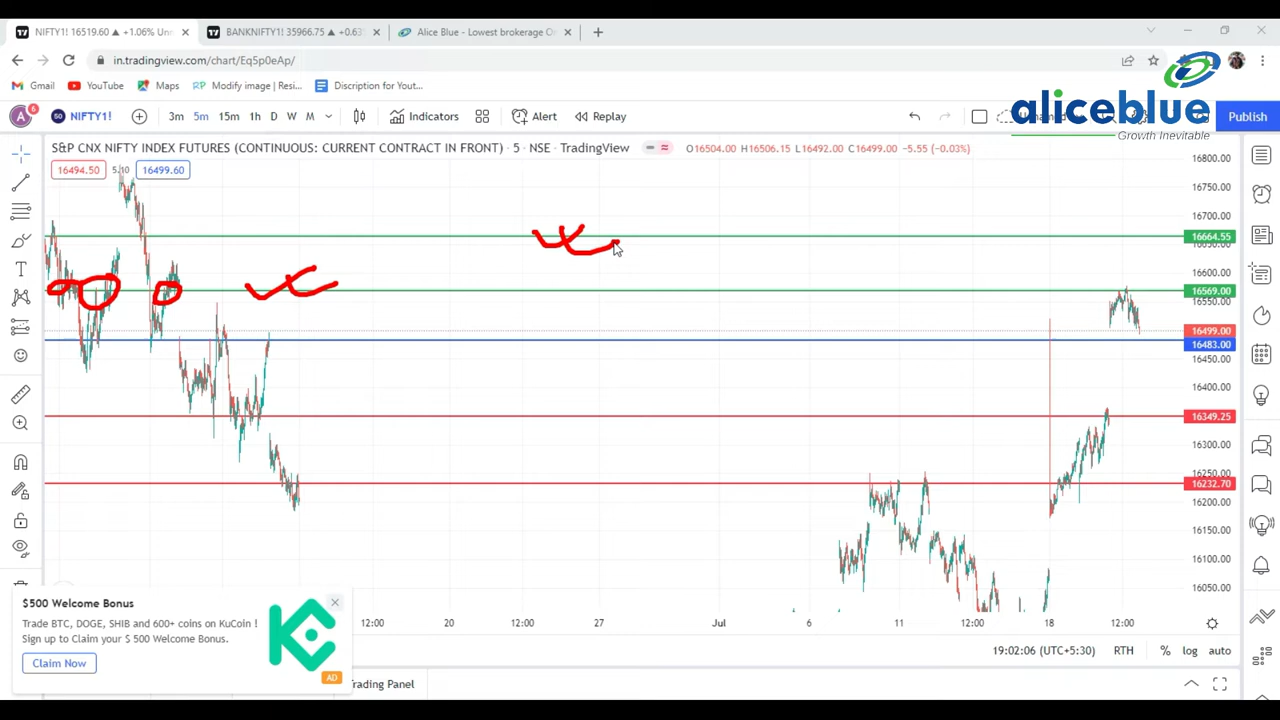 NIFTY1! 16519.60 ▲ +1.06% Unn
BANKNIFTY1! 35966.75 ▲ +0.63
Alice Blue - Lowest brokerage O
in.tradingview.com/chart/Eq5p0eAp/
Gmail
YouTube
Maps
Modify image | Resi...
Discription for Yout...
aliceblue
Growth Inevitable
A
6
50
NIFTY1!
3m 5m 15m 1h D W M
Indicators
Alert
Replay
Publish
S&P CNX NIFTY INDEX FUTURES (CONTINUOUS: CURRENT CONTRACT IN FRONT) · 5 · NSE · TradingView
O16504.00 H16506.15 L16492.00 C16499.00 -5.55 (-0.03%)
16494.50
5.10
16499.60
16800.00
16750.00
16700.00
16664.55
16650.00
16600.00
16569.00
16550.00
16499.00
16483.00
16450.00
16400.00
16349.25
16300.00
16250.00
16232.70
16200.00
16150.00
16100.00
16050.00
12:00 20 27 Jul 6 11 12:00 18 12:00
$500 Welcome Bonus
Trade BTC, DOGE, SHIB and 600+ coins on KuCoin !
Sign up to Claim your $ 500 Welcome Bonus.
Claim Now
AD
19:02:06 (UTC+5:30)
RTH
%
log
auto
Trading Panel